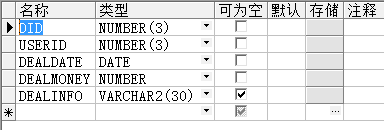 名称 类型 可为空 默认 存储 注释
DID NUMBER(3)
USERID NUMBER(3)
DEALDATE DATE
DEALMONEY NUMBER
DEALINFO VARCHAR2(30)
* ...